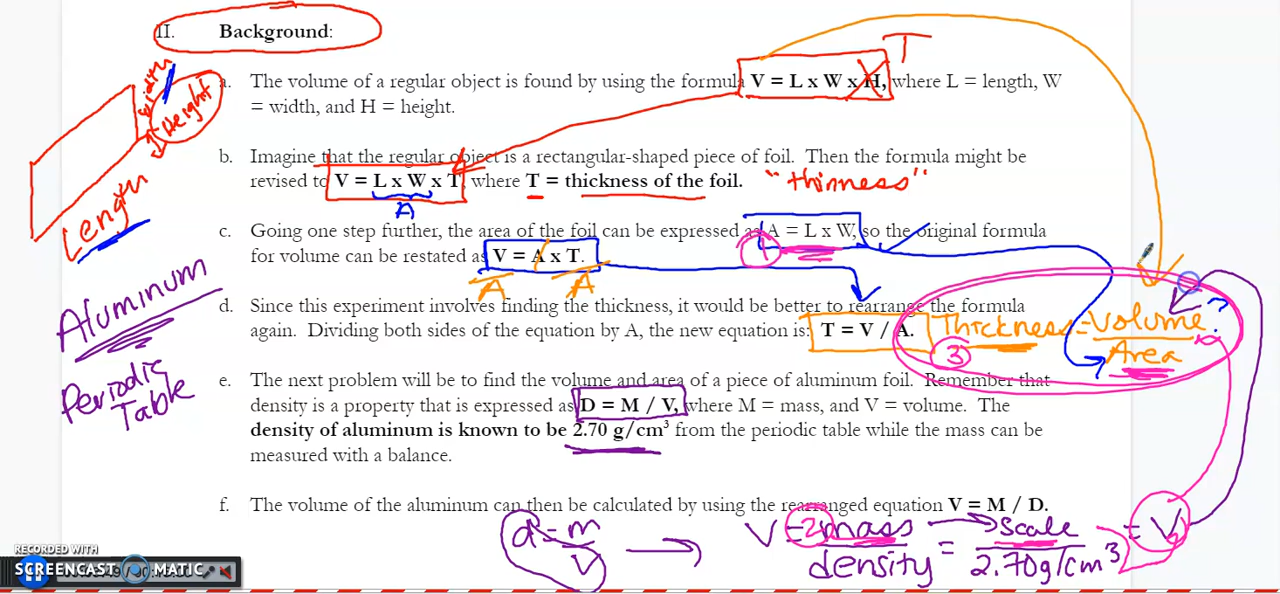 II. Background:
T
width
Height
a. The volume of a regular object is found by using the formula V = L x W x H, where L = length, W
= width, and H = height.
b. Imagine that the regular object is a rectangular-shaped piece of foil. Then the formula might be
revised to V = L x W x T, where T = thickness of the foil. "thinness"
A
Length
c. Going one step further, the area of the foil can be expressed as A = L x W, so the original formula
1
for volume can be restated as V = A x T.
A A
Aluminum
d. Since this experiment involves finding the thickness, it would be better to rearrange the formula
again. Dividing both sides of the equation by A, the new equation is: T = V / A. Thickness = Volume ?
3 Area
Periodic
Table
e. The next problem will be to find the volume and area of a piece of aluminum foil. Remember that
density is a property that is expressed as D = M / V, where M = mass, and V = volume. The
density of aluminum is known to be 2.70 g/cm³ from the periodic table while the mass can be
measured with a balance.
f. The volume of the aluminum can then be calculated by using the rearranged equation V = M / D.
d = m V = 2 mass scale = V
V density = 2.70g/cm³
RECORDED WITH
SCREENCAST MATIC